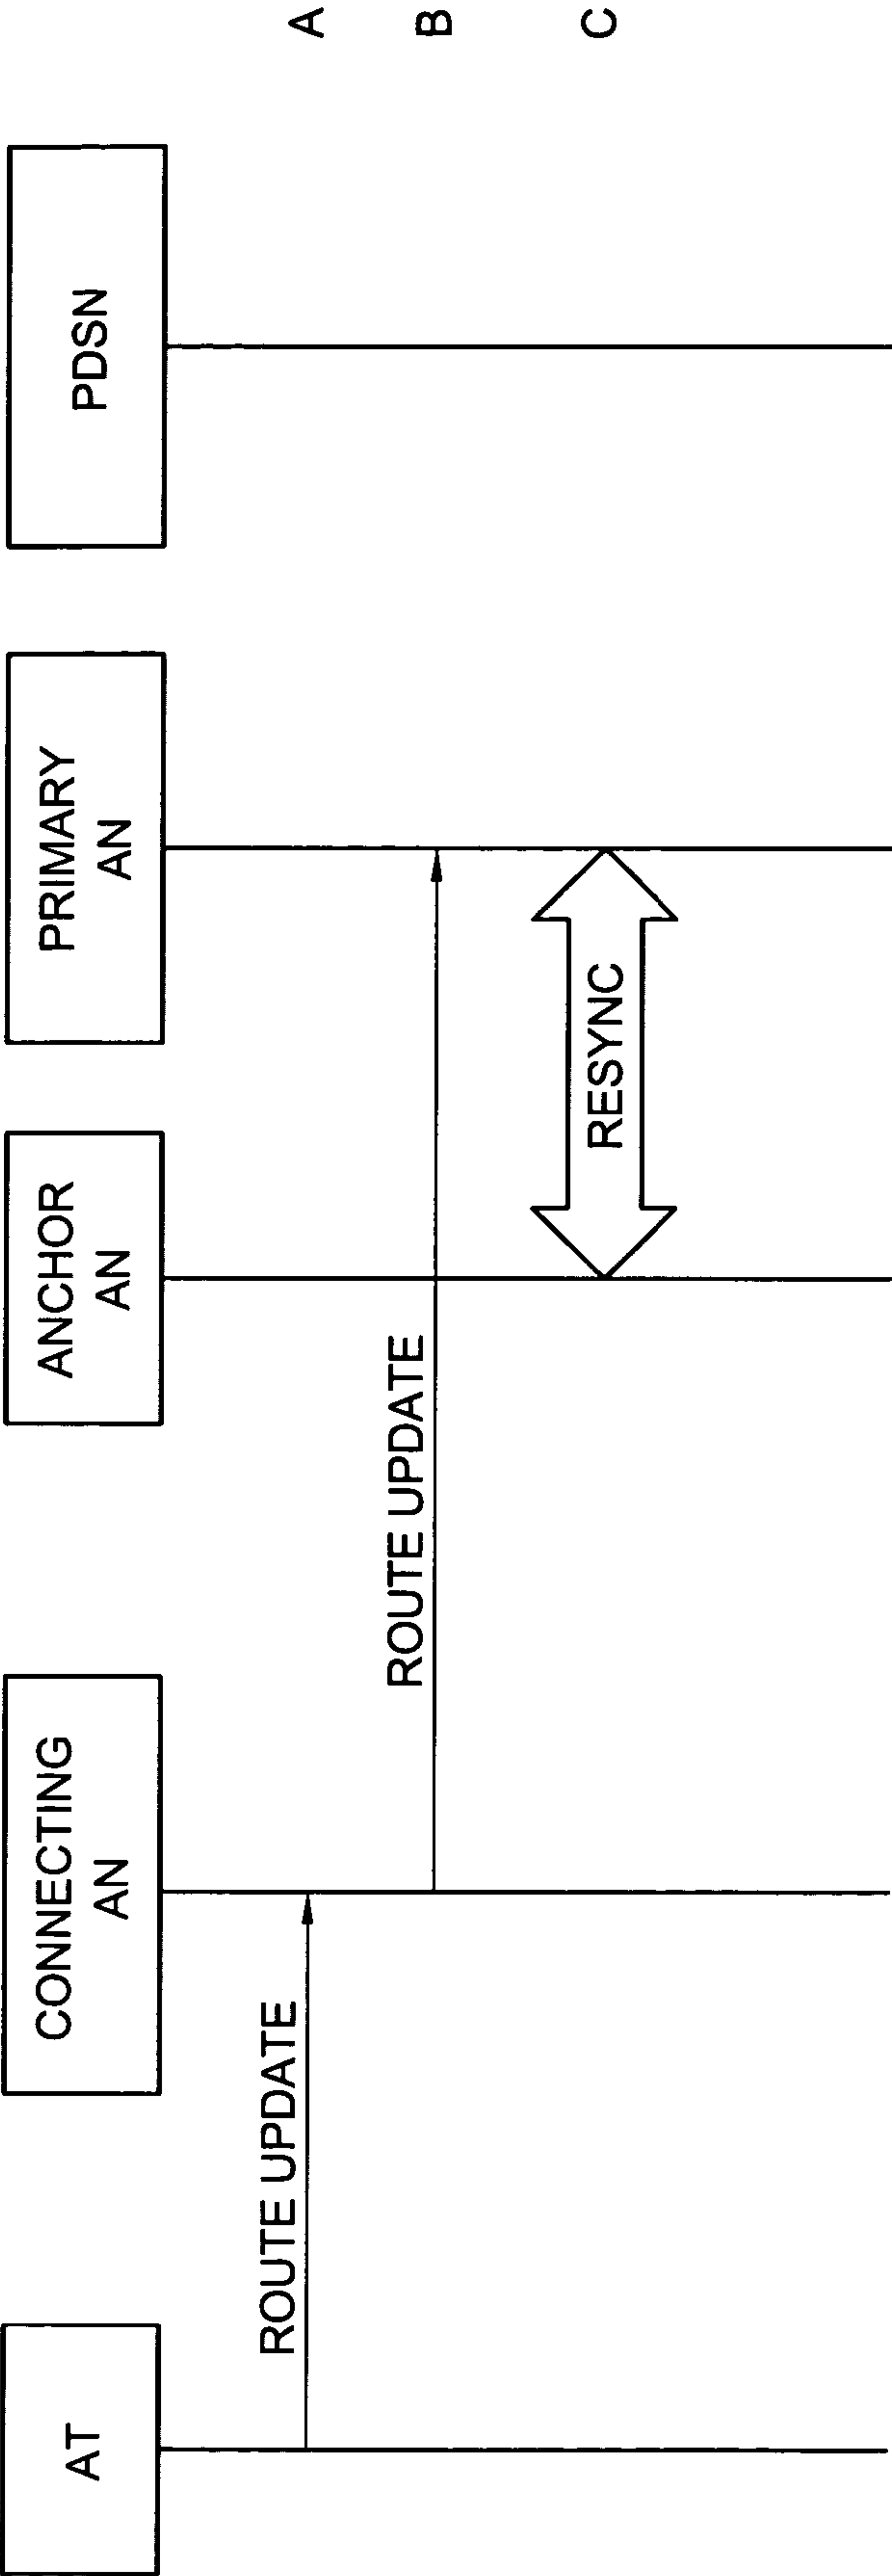 AT
CONNECTING
AN
ANCHOR
AN
PRIMARY
AN
PDSN
ROUTE UPDATE
A
ROUTE UPDATE
B
RESYNC
C